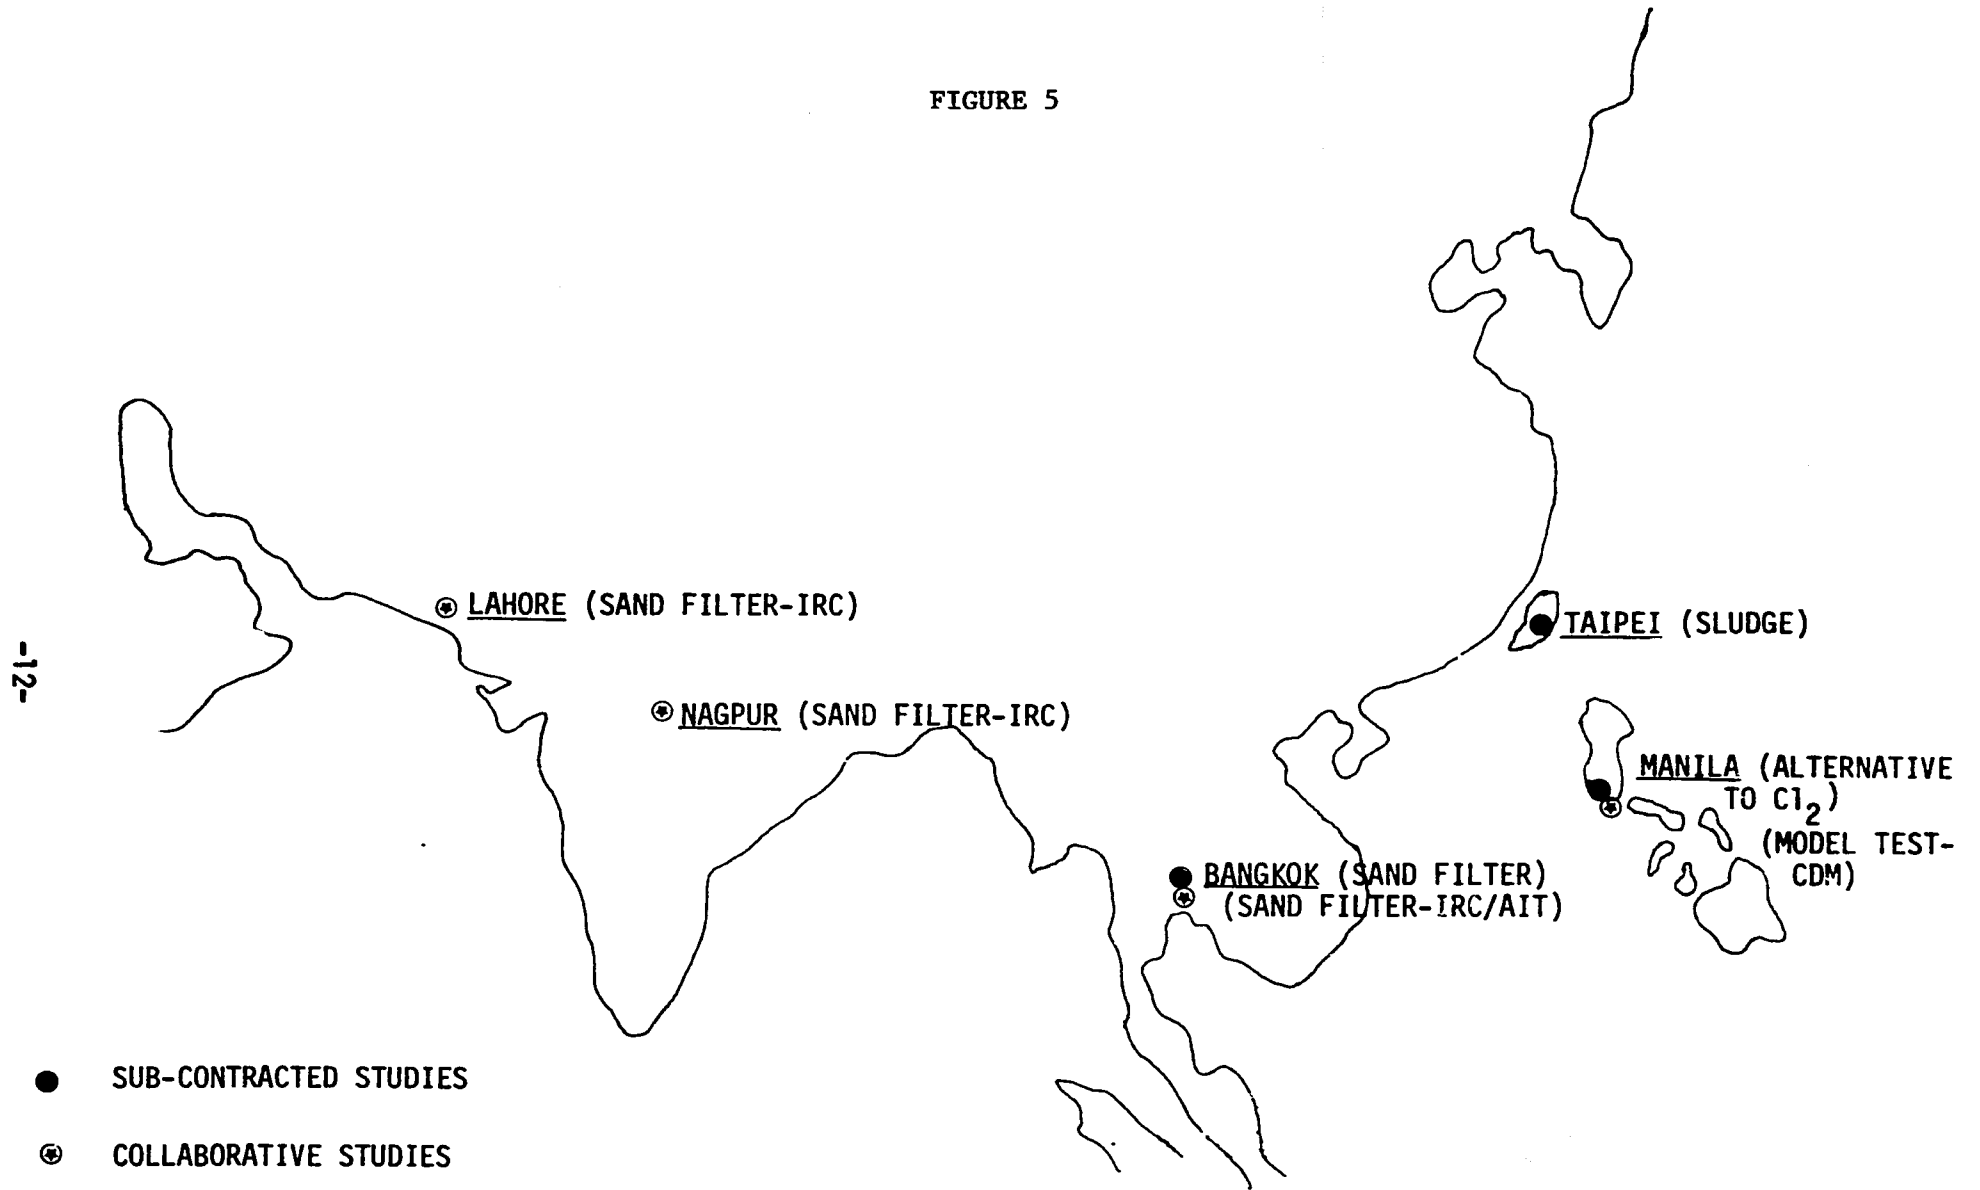 FIGURE 5
LAHORE (SAND FILTER-IRC)
TAIPEI (SLUDGE)
-12-
NAGPUR (SAND FILTER-IRC)
MANILA (ALTERNATIVE
TO Cl2)
(MODEL TEST-
CDM)
BANGKOK (SAND FILTER)
(SAND FILTER-IRC/AIT)
SUB-CONTRACTED STUDIES
COLLABORATIVE STUDIES